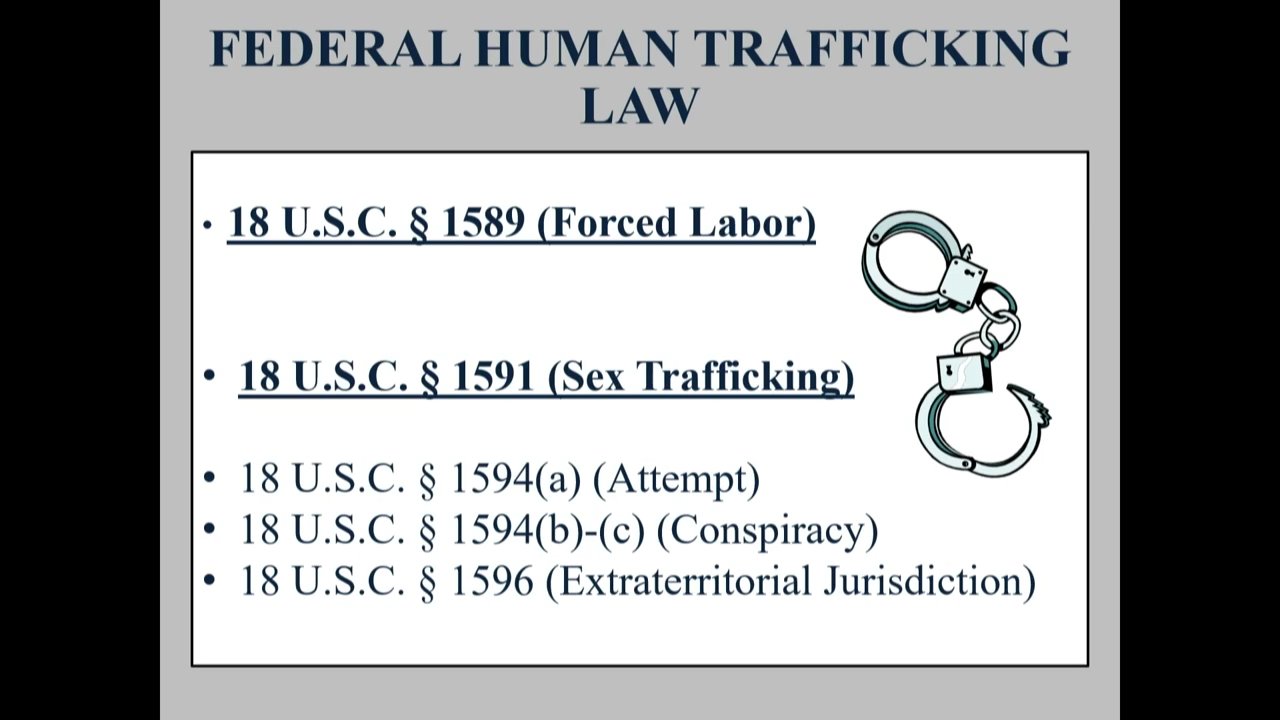 FEDERAL HUMAN TRAFFICKING
LAW
• 18 U.S.C. § 1589 (Forced Labor)
• 18 U.S.C. § 1591 (Sex Trafficking)
• 18 U.S.C. § 1594(a) (Attempt)
• 18 U.S.C. § 1594(b)-(c) (Conspiracy)
• 18 U.S.C. § 1596 (Extraterritorial Jurisdiction)